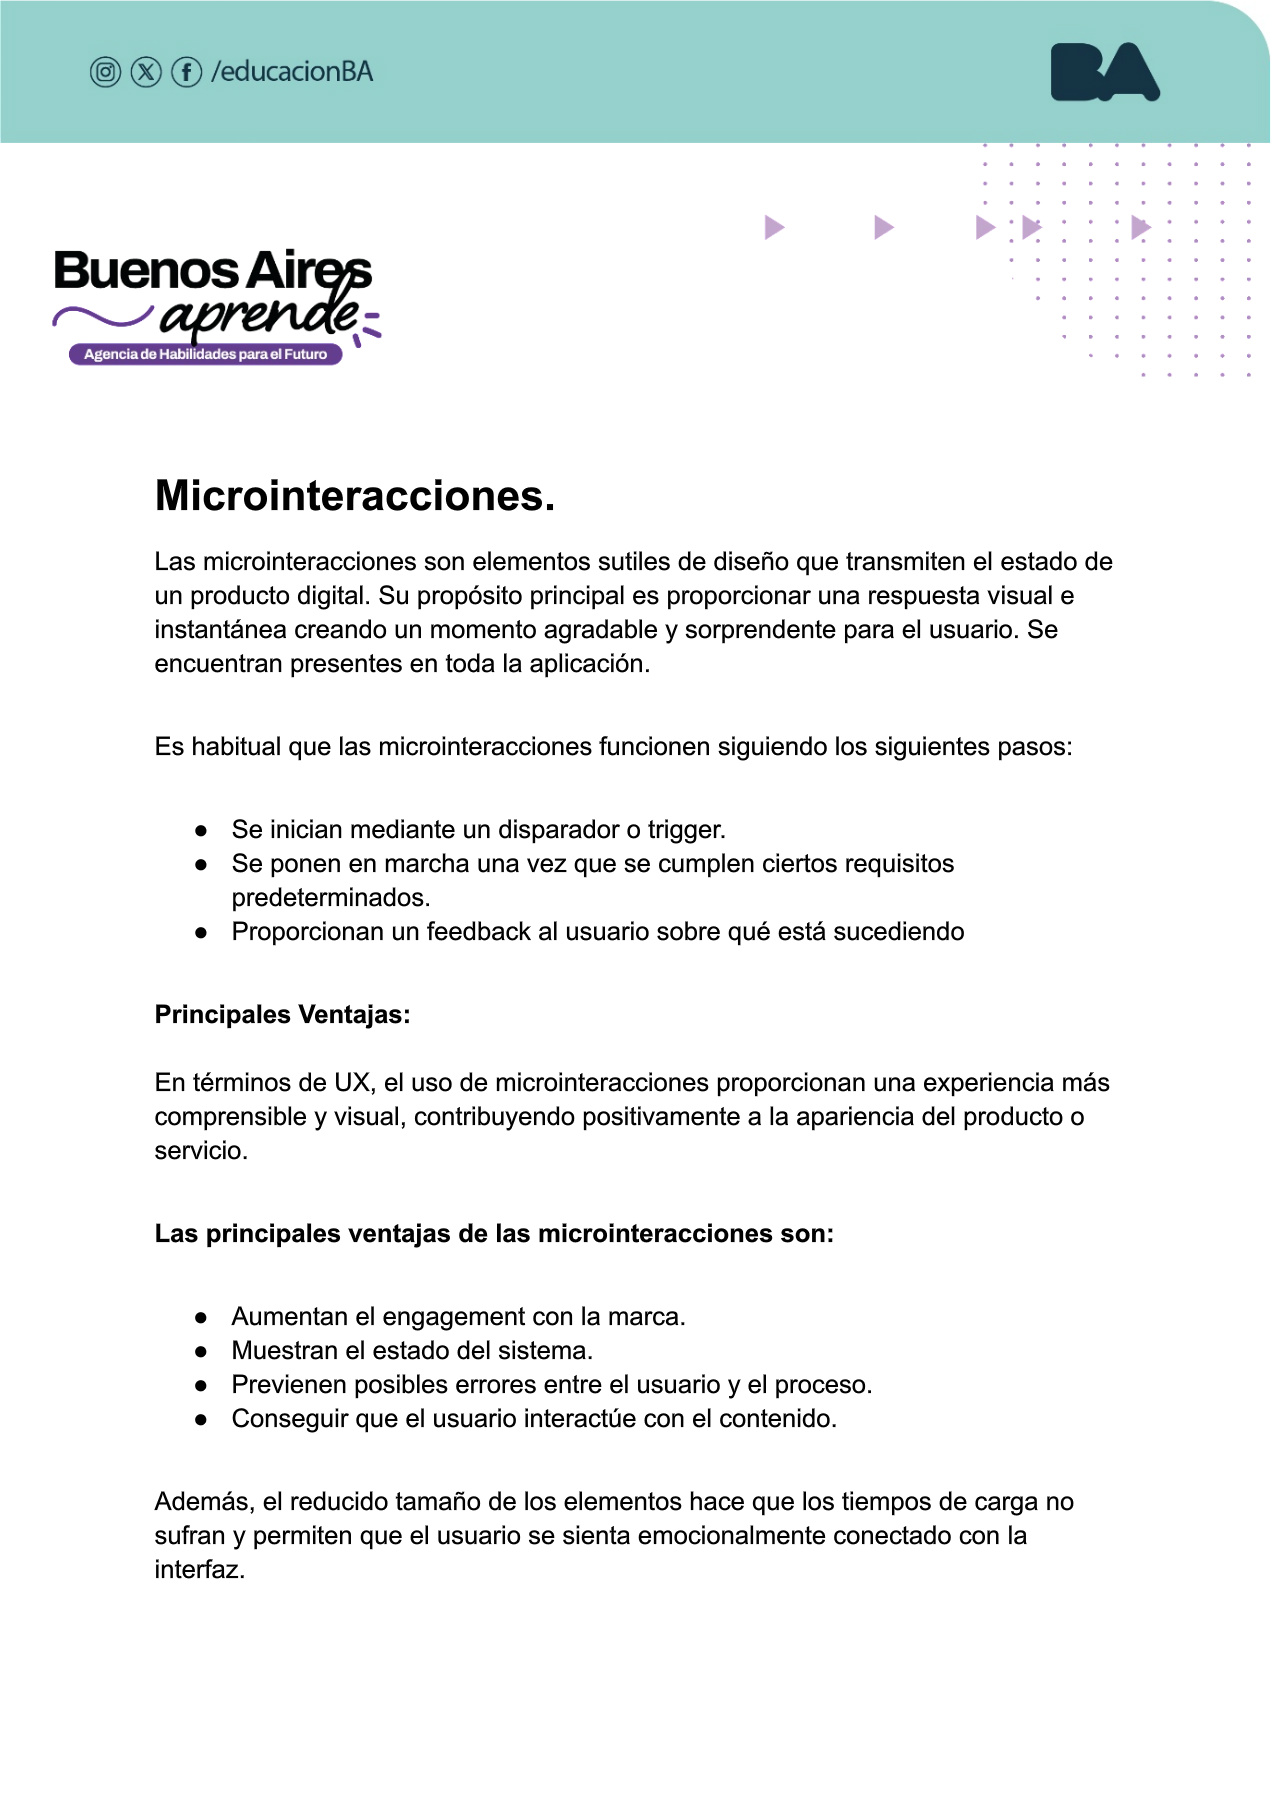 /educacionBA
BA
Buenos Aires
aprende
Agencia de Habilidades para el Futuro
Microinteracciones.
Las microinteracciones son elementos sutiles de diseño que transmiten el estado de
un producto digital. Su propósito principal es proporcionar una respuesta visual e
instantánea creando un momento agradable y sorprendente para el usuario. Se
encuentran presentes en toda la aplicación.
Es habitual que las microinteracciones funcionen siguiendo los siguientes pasos:
● Se inician mediante un disparador o trigger.
● Se ponen en marcha una vez que se cumplen ciertos requisitos
predeterminados.
● Proporcionan un feedback al usuario sobre qué está sucediendo
Principales Ventajas:
En términos de UX, el uso de microinteracciones proporcionan una experiencia más
comprensible y visual, contribuyendo positivamente a la apariencia del producto o
servicio.
Las principales ventajas de las microinteracciones son:
● Aumentan el engagement con la marca.
● Muestran el estado del sistema.
● Previenen posibles errores entre el usuario y el proceso.
● Conseguir que el usuario interactúe con el contenido.
Además, el reducido tamaño de los elementos hace que los tiempos de carga no
sufran y permiten que el usuario se sienta emocionalmente conectado con la
interfaz.